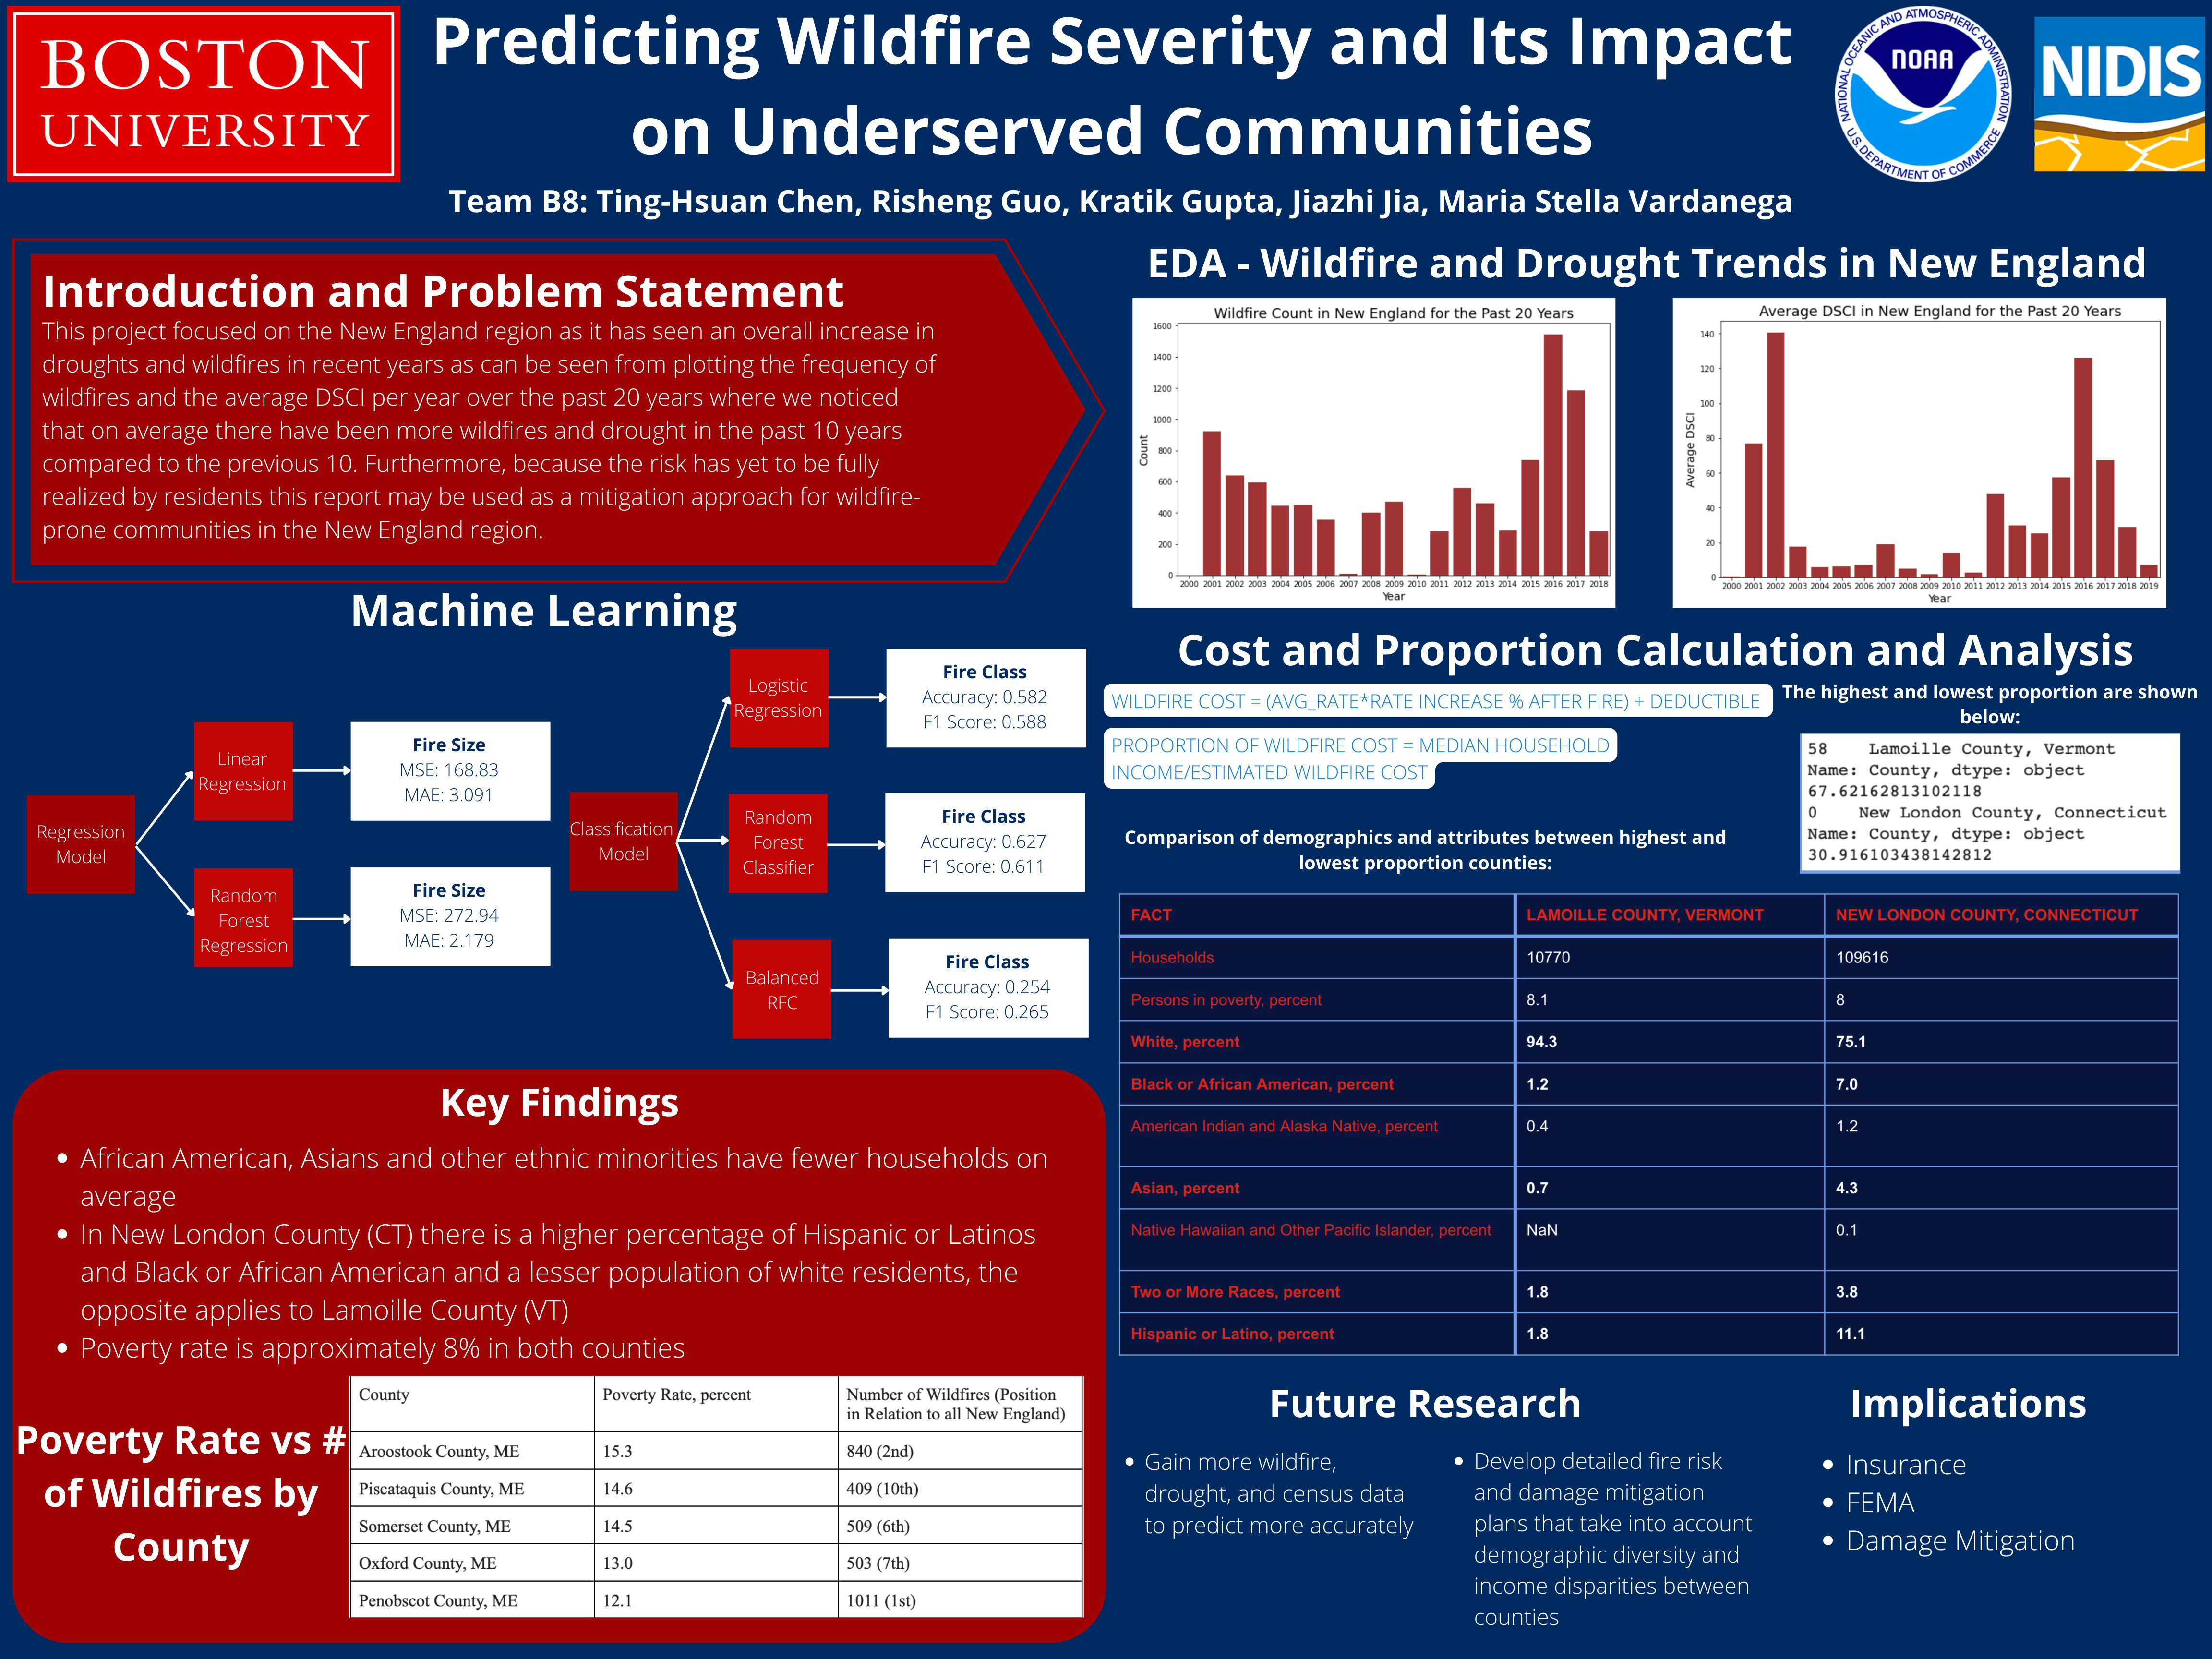 BOSTON
UNIVERSITY
Predicting Wildfire Severity and Its Impact
on Underserved Communities
Team B8: Ting-Hsuan Chen, Risheng Guo, Kratik Gupta, Jiazhi Jia, Maria Stella Vardanega
NATIONAL OCEANIC AND ATMOSPHERIC ADMINISTRATION
NOAA
U.S. DEPARTMENT OF COMMERCE
NIDIS
Introduction and Problem Statement
This project focused on the New England region as it has seen an overall increase in
droughts and wildfires in recent years as can be seen from plotting the frequency of
wildfires and the average DSCI per year over the past 20 years where we noticed
that on average there have been more wildfires and drought in the past 10 years
compared to the previous 10. Furthermore, because the risk has yet to be fully
realized by residents this report may be used as a mitigation approach for wildfire-
prone communities in the New England region.
EDA - Wildfire and Drought Trends in New England
Wildfire Count in New England for the Past 20 Years
Count
1600
1400
1200
1000
800
600
400
200
0
2000 2001 2002 2003 2004 2005 2006 2007 2008 2009 2010 2011 2012 2013 2014 2015 2016 2017 2018
Year
Average DSCI in New England for the Past 20 Years
Average DSCI
140
120
100
80
60
40
20
0
2000 2001 2002 2003 2004 2005 2006 2007 2008 2009 2010 2011 2012 2013 2014 2015 2016 2017 2018 2019
Year
Machine Learning
Regression
Model
Linear
Regression
Fire Size
MSE: 168.83
MAE: 3.091
Random
Forest
Regression
Fire Size
MSE: 272.94
MAE: 2.179
Classification
Model
Logistic
Regression
Fire Class
Accuracy: 0.582
F1 Score: 0.588
Random
Forest
Classifier
Fire Class
Accuracy: 0.627
F1 Score: 0.611
Balanced
RFC
Fire Class
Accuracy: 0.254
F1 Score: 0.265
Cost and Proportion Calculation and Analysis
WILDFIRE COST = (AVG_RATE*RATE INCREASE % AFTER FIRE) + DEDUCTIBLE
PROPORTION OF WILDFIRE COST = MEDIAN HOUSEHOLD
INCOME/ESTIMATED WILDFIRE COST
The highest and lowest proportion are shown
below:
58 Lamoille County, Vermont
Name: County, dtype: object
67.62162813102118
0 New London County, Connecticut
Name: County, dtype: object
30.916103438142812
Comparison of demographics and attributes between highest and
lowest proportion counties:
FACT LAMOILLE COUNTY, VERMONT NEW LONDON COUNTY, CONNECTICUT
Households 10770 109616
Persons in poverty, percent 8.1 8
White, percent 94.3 75.1
Black or African American, percent 1.2 7.0
American Indian and Alaska Native, percent 0.4 1.2
Asian, percent 0.7 4.3
Native Hawaiian and Other Pacific Islander, percent NaN 0.1
Two or More Races, percent 1.8 3.8
Hispanic or Latino, percent 1.8 11.1
Key Findings
• African American, Asians and other ethnic minorities have fewer households on
average
• In New London County (CT) there is a higher percentage of Hispanic or Latinos
and Black or African American and a lesser population of white residents, the
opposite applies to Lamoille County (VT)
• Poverty rate is approximately 8% in both counties
Poverty Rate vs #
of Wildfires by
County
County Poverty Rate, percent Number of Wildfires (Position
in Relation to all New England)
Aroostook County, ME 15.3 840 (2nd)
Piscataquis County, ME 14.6 409 (10th)
Somerset County, ME 14.5 509 (6th)
Oxford County, ME 13.0 503 (7th)
Penobscot County, ME 12.1 1011 (1st)
Future Research
• Gain more wildfire,
drought, and census data
to predict more accurately
• Develop detailed fire risk
and damage mitigation
plans that take into account
demographic diversity and
income disparities between
counties
Implications
• Insurance
• FEMA
• Damage Mitigation